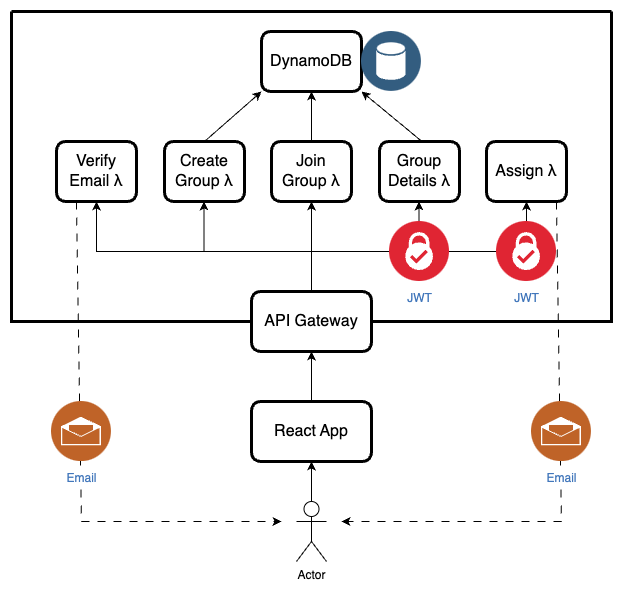 DynamoDB
Verify
Email λ
Create
Group λ
Join
Group λ
Group
Details λ
Assign λ
JWT
JWT
API Gateway
React App
Email
Email
Actor